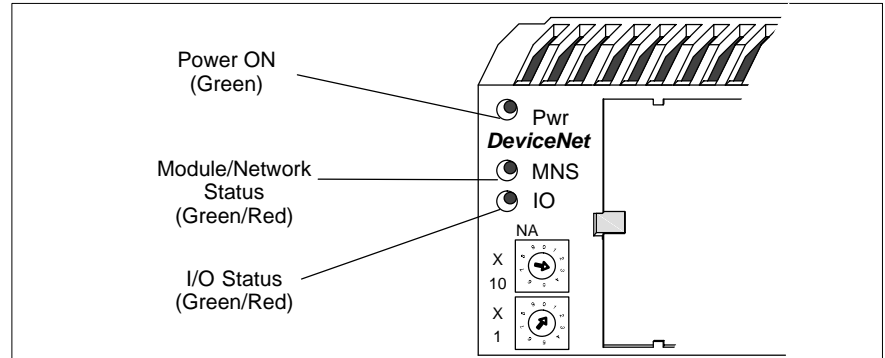 Power ON
(Green)
Pwr
DeviceNet
Module/Network
Status
(Green/Red)
MNS
IO
I/O Status
(Green/Red)
NA
X
10
X
1